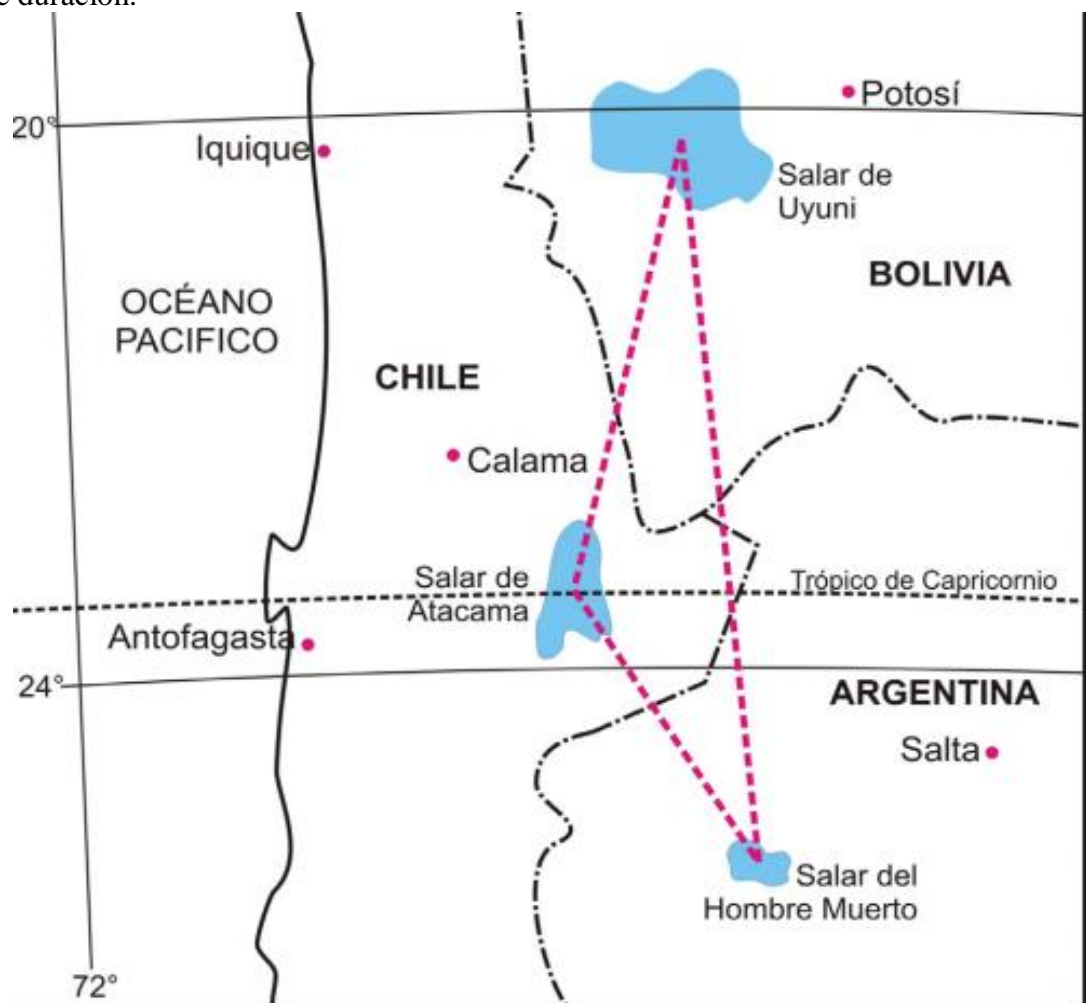 e duración.
Potosí
20°
Iquique
Salar de
Uyuni
BOLIVIA
OCÉANO
PACIFICO
CHILE
Calama
Salar de
Atacama
Trópico de Capricornio
Antofagasta
24°
ARGENTINA
Salta
Salar del
Hombre Muerto
72°